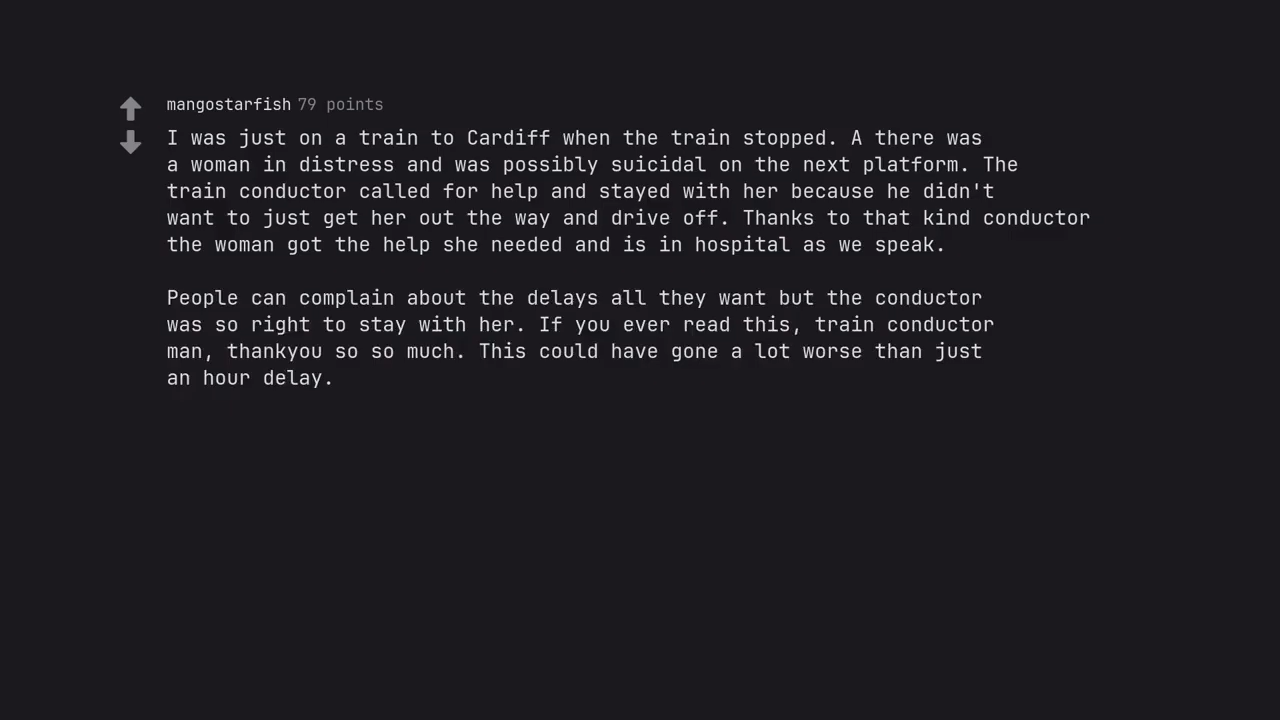 mangostarfish 79 points
I was just on a train to Cardiff when the train stopped. A there was
a woman in distress and was possibly suicidal on the next platform. The
train conductor called for help and stayed with her because he didn't
want to just get her out the way and drive off. Thanks to that kind conductor
the woman got the help she needed and is in hospital as we speak.
People can complain about the delays all they want but the conductor
was so right to stay with her. If you ever read this, train conductor
man, thankyou so so much. This could have gone a lot worse than just
an hour delay.